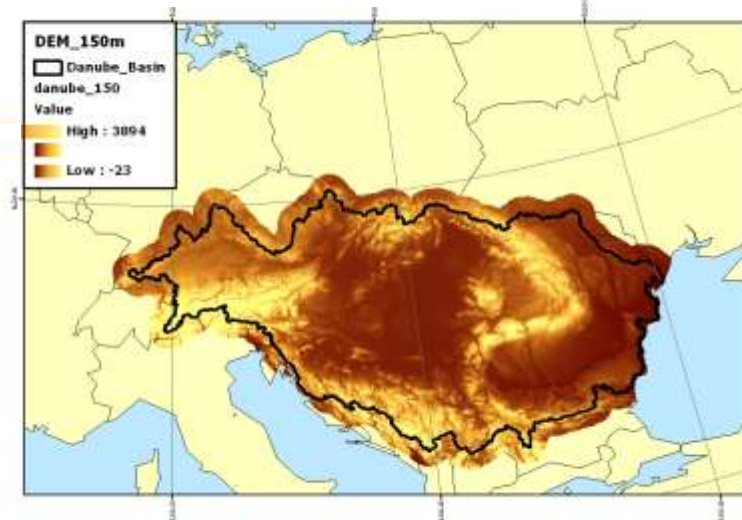 DEM_150m
Danube_Basin
danube_150
Value
High : 3894
Low : -23